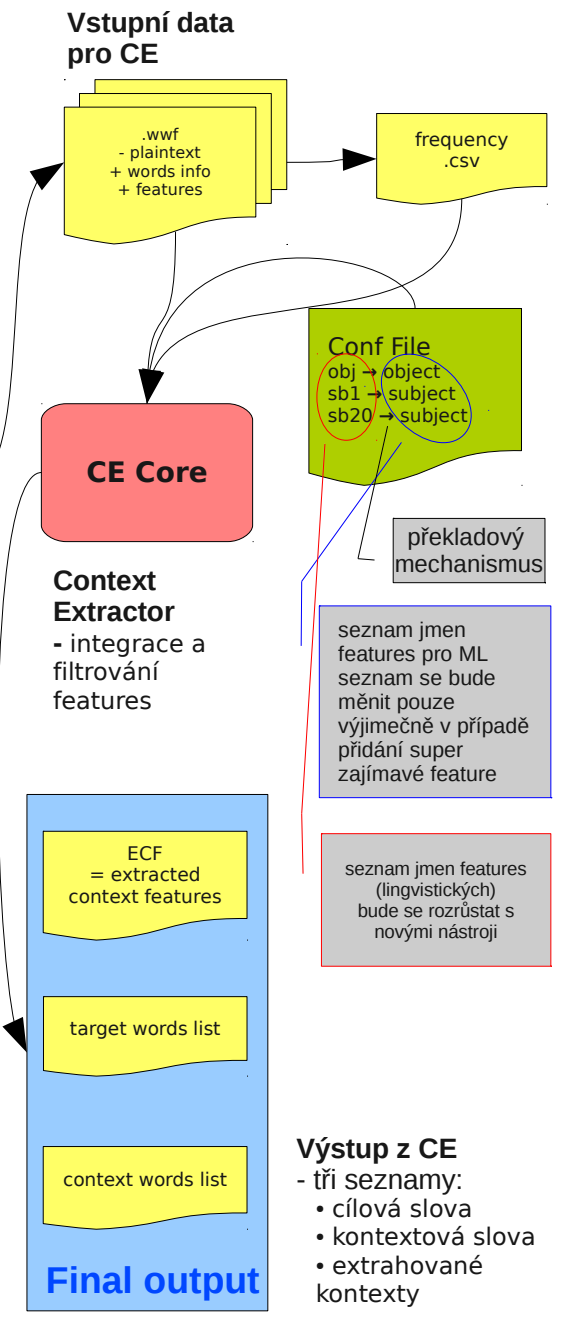 Vstupní data
pro CE
.wwf
- plaintext
+ words info
+ features
frequency
.csv
Conf File
obj → object
sb1 → subject
sb20 → subject
CE Core
překladový
mechanismus
Context
Extractor
- integrace a
filtrování
features
seznam jmen
features pro ML
seznam se bude
měnit pouze
výjimečně v případě
přidání super
zajímavé feature
ECF
= extracted
context features
seznam jmen features
(lingvistických)
bude se rozrůstat s
novými nástroji
target words list
context words list
Final output
Výstup z CE
- tři seznamy:
• cílová slova
• kontextová slova
• extrahované
kontexty